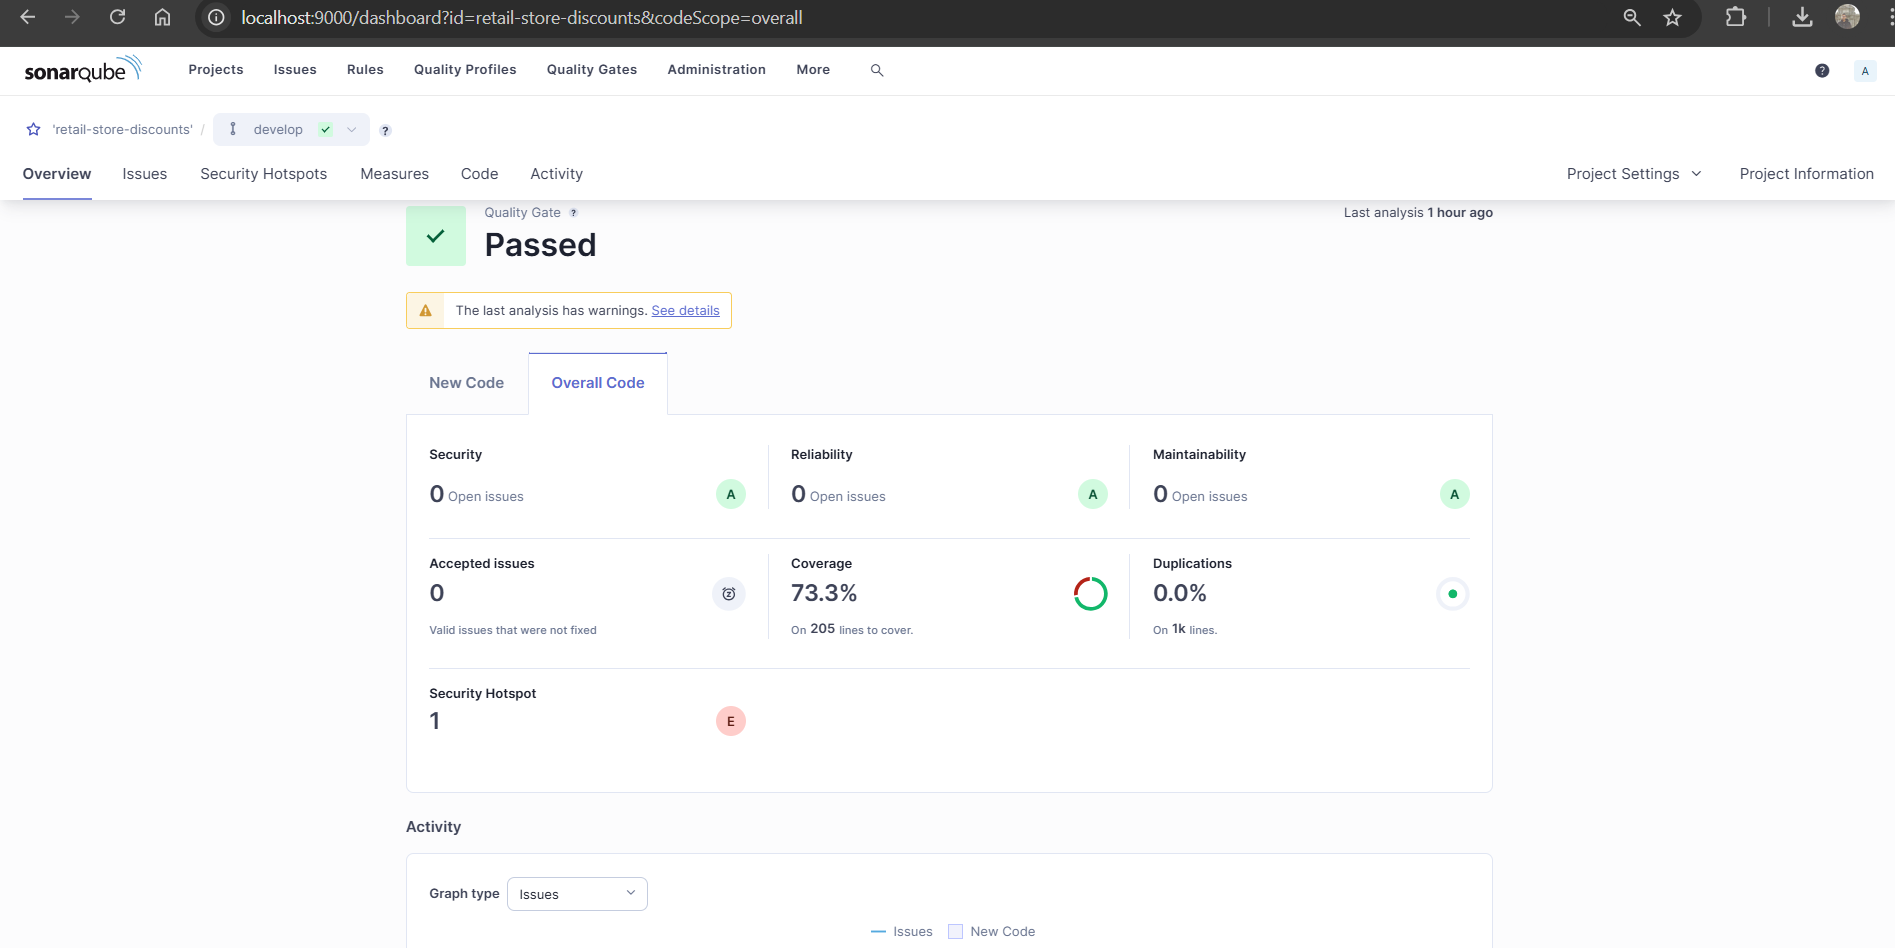 localhost:9000/dashboard?id=retail-store-discounts&codeScope=overall
sonarqube Projects Issues Rules Quality Profiles Quality Gates Administration More ? A
'retail-store-discounts' / develop ?
Overview Issues Security Hotspots Measures Code Activity Project Settings Project Information
Quality Gate ? Last analysis 1 hour ago
Passed
The last analysis has warnings. See details
New Code Overall Code
Security Reliability Maintainability
0 Open issues A 0 Open issues A 0 Open issues A
Accepted issues Coverage Duplications
0 73.3% 0.0%
Valid issues that were not fixed On 205 lines to cover. On 1k lines.
Security Hotspot
1 E
Activity
Graph type Issues
Issues New Code